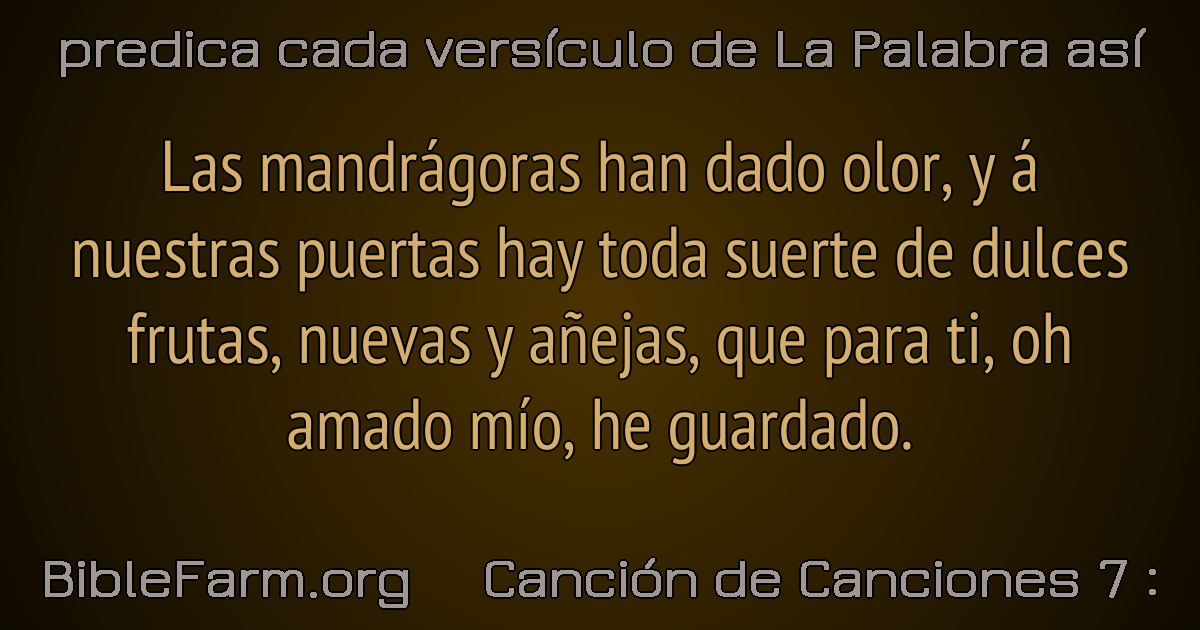 predica cada versículo de La Palabra así
Las mandrágoras han dado olor, y á
nuestras puertas hay toda suerte de dulces
frutas, nuevas y añejas, que para ti, oh
amado mío, he guardado.
BibleFarm.org Canción de Canciones 7 :